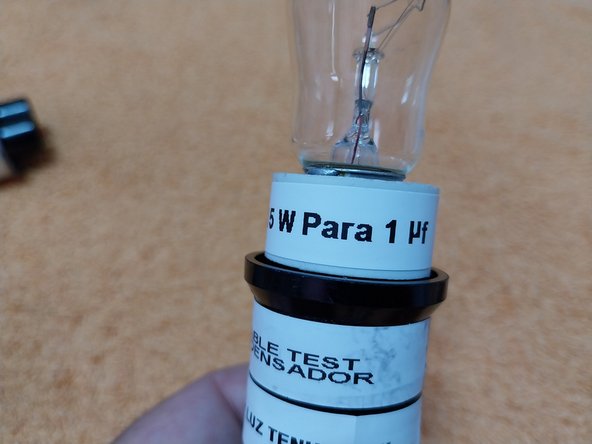 5 W Para 1 µf
BLE TEST
ENSADOR
LUZ